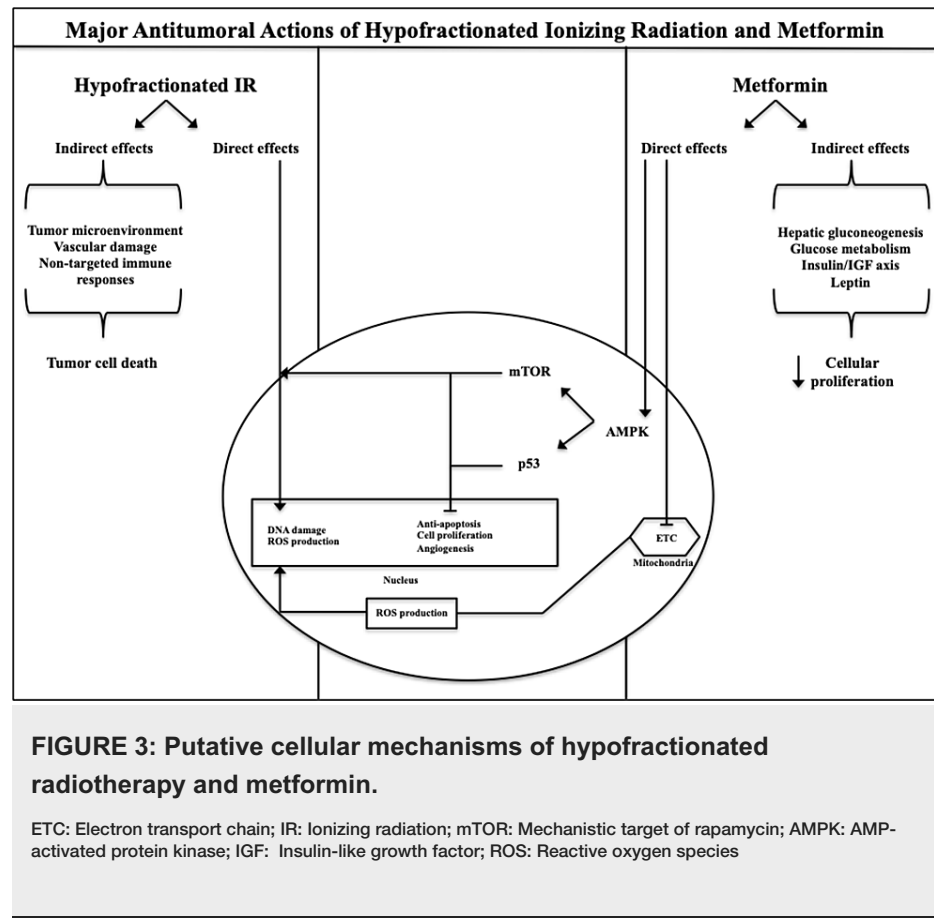 Major Antitumoral Actions of Hypofractionated Ionizing Radiation and Metformin
Hypofractionated IR
Indirect effects
Direct effects
Tumor microenvironment
Vascular damage
Non-targeted immune
responses
Tumor cell death
Metformin
Direct effects
Indirect effects
Hepatic gluconeogenesis
Glucose metabolism
Insulin/IGF axis
Leptin
Cellular
proliferation
mTOR
AMPK
p53
DNA damage
ROS production
Anti-apoptosis
Cell proliferation
Angiogenesis
ETC
Mitochondria
Nucleus
ROS production
FIGURE 3: Putative cellular mechanisms of hypofractionated
radiotherapy and metformin.
ETC: Electron transport chain; IR: Ionizing radiation; mTOR: Mechanistic target of rapamycin; AMPK: AMP-
activated protein kinase; IGF: Insulin-like growth factor; ROS: Reactive oxygen species